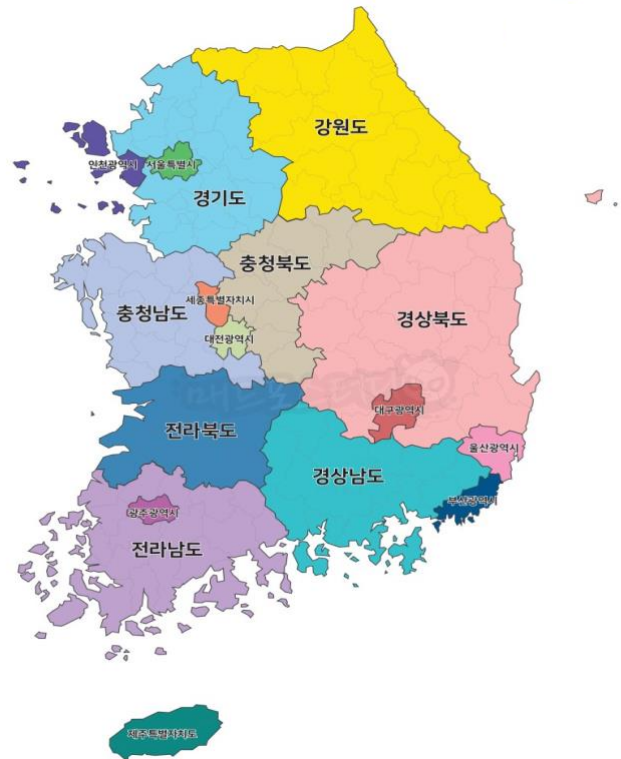 강원도
인천광역시
서울특별시
경기도
충청북도
세종특별자치시
충청남도
경상북도
대전광역시
대구광역시
전라북도
울산광역시
경상남도
부산광역시
광주광역시
전라남도
제주특별자치도